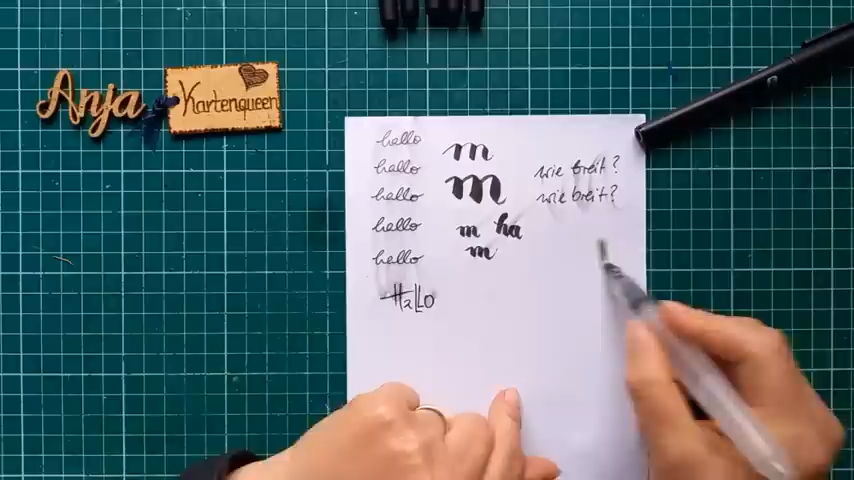 Anja
Kartenqueen
hello
hello
hello
hello
hello
HaLLO
m
m
m ha
m
wie breit?
wie breit?